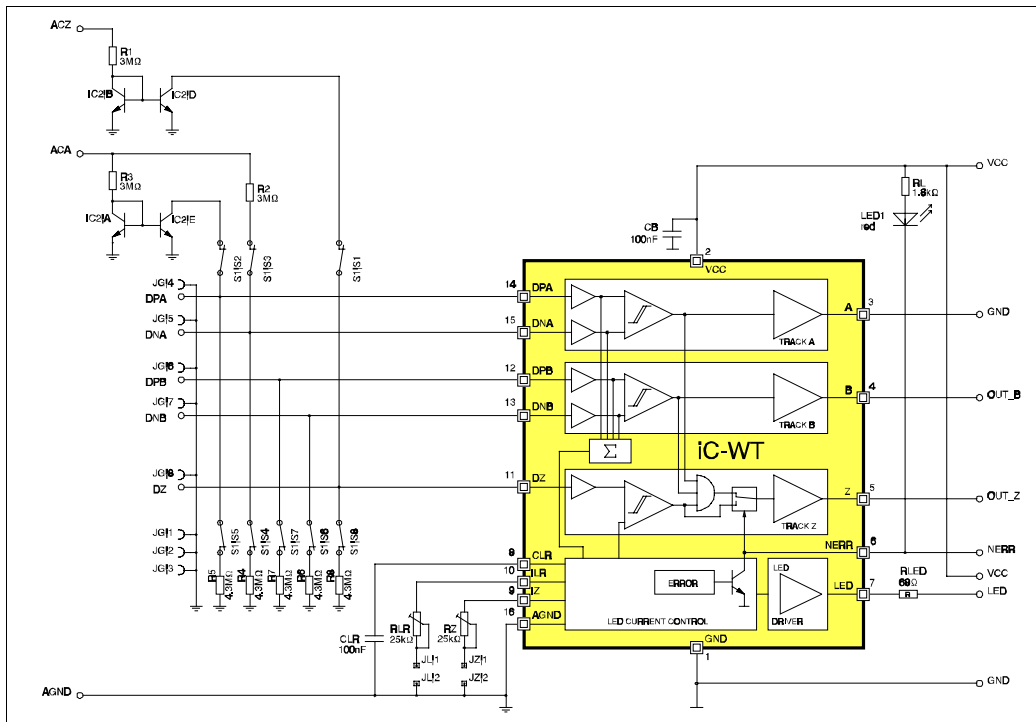 ACZ
R1
3MΩ
IC2|B
IC2|D
ACA
R3
3MΩ
R2
3MΩ
IC2|A
IC2|E
S1|S2
S1|S3
S1|S1
VCC
RL
1.8kΩ
LED1
red
CB
100nF
2
VCC
JG|4
DPA
14
DPA
JG|5
DNA
15
DNA
TRACK A
A
3
GND
JG|6
DPB
12
DPB
JG|7
DNB
13
DNB
TRACK B
B
4
OUT_B
Σ
iC-WT
JG|8
DZ
11
DZ
TRACK Z
Z
5
OUT_Z
JG|1
JG|2
JG|3
S1|S5
S1|S4
S1|S7
S1|S6
S1|S8
R5
4.3MΩ
R4
4.3MΩ
R7
4.3MΩ
R6
4.3MΩ
R8
4.3MΩ
NERR
6
NERR
CLR
10
ILR
9
IZ
16
AGND
ERROR
LED CURRENT CONTROL
LED
DRIVER
LED
7
RLED
69Ω
R
VCC
LED
CLR
100nF
RLR
25kΩ
RZ
25kΩ
JL|1
JL|2
JZ|1
JZ|2
GND
1
AGND
GND